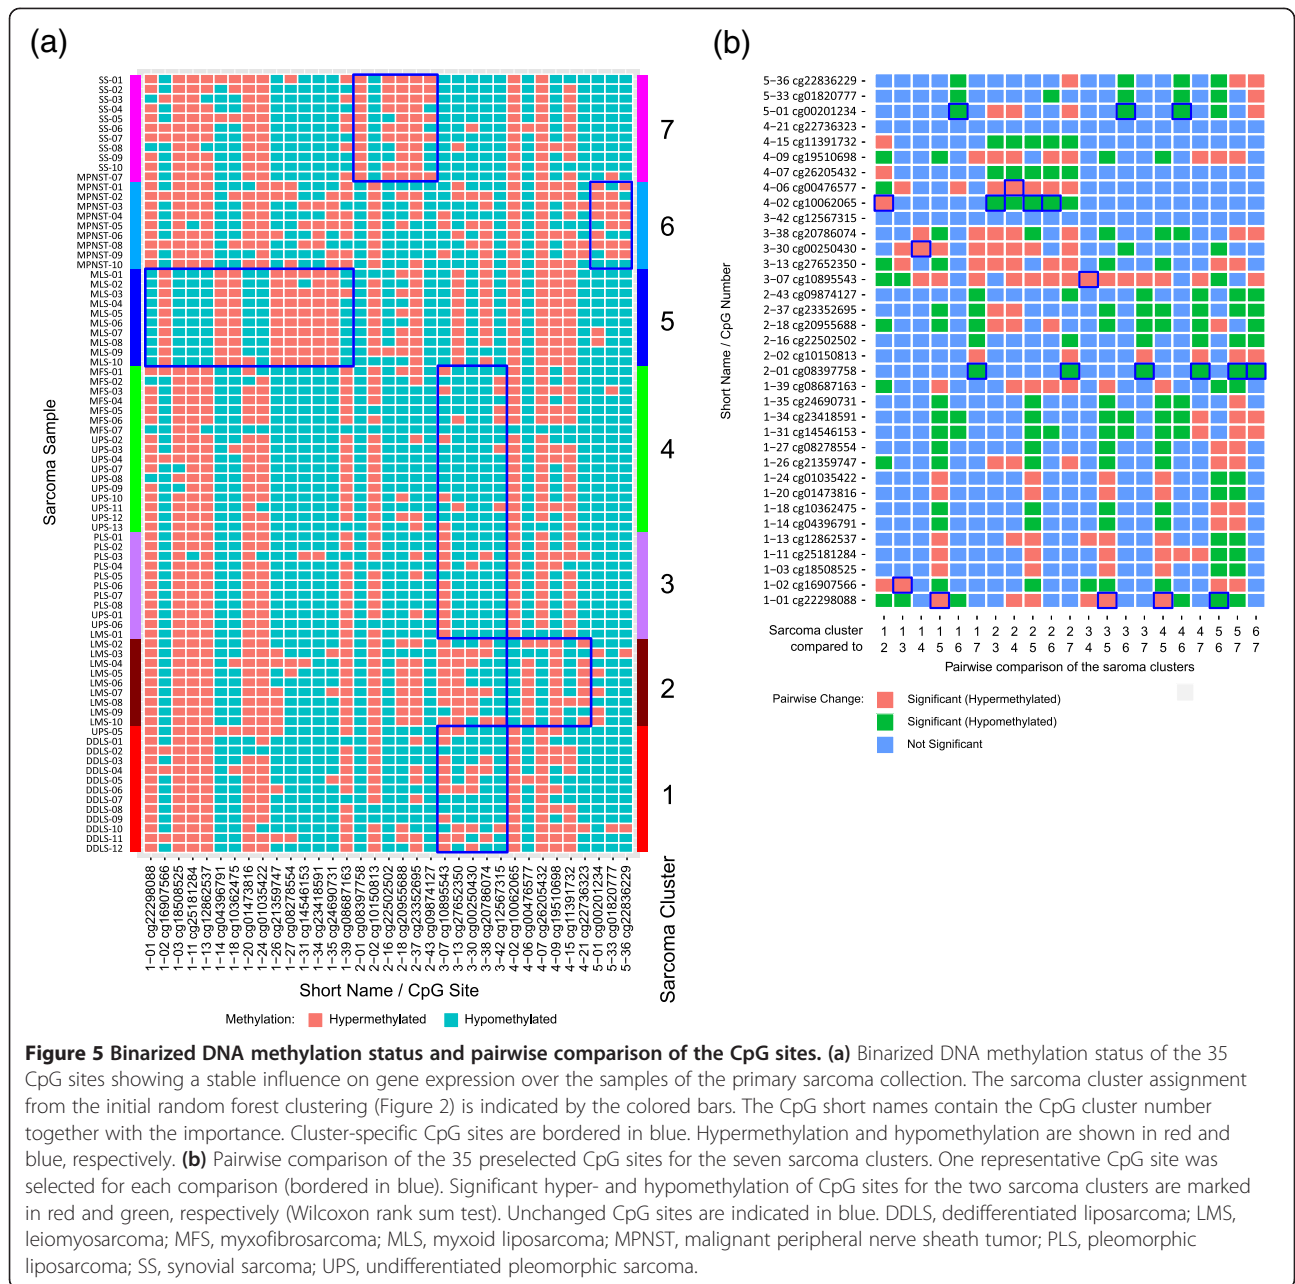 (a)
SS-01
SS-02
SS-03
SS-04
SS-05
SS-06
SS-07
SS-08
SS-09
SS-10
MPNST-07
MPNST-01
MPNST-02
MPNST-03
MPNST-04
MPNST-05
MPNST-06
MPNST-08
MPNST-09
MPNST-10
MLS-01
MLS-02
MLS-03
MLS-04
MLS-05
MLS-06
MLS-07
MLS-08
MLS-09
MLS-10
MFS-01
MFS-02
MFS-03
MFS-04
MFS-05
MFS-06
MFS-07
UPS-02
UPS-03
UPS-04
UPS-07
UPS-08
UPS-09
UPS-10
UPS-11
UPS-12
UPS-13
PLS-01
PLS-02
PLS-03
PLS-04
PLS-05
PLS-06
PLS-07
PLS-08
UPS-01
UPS-06
LMS-01
LMS-02
LMS-03
LMS-04
LMS-05
LMS-06
LMS-07
LMS-08
LMS-09
LMS-10
UPS-05
DDLS-01
DDLS-02
DDLS-03
DDLS-04
DDLS-05
DDLS-06
DDLS-07
DDLS-08
DDLS-09
DDLS-10
DDLS-11
DDLS-12
Sarcoma Sample
7
6
5
4
3
2
1
Sarcoma Cluster
1−01 cg22298088
1−02 cg16907566
1−03 cg18508525
1−11 cg25181284
1−13 cg12862537
1−14 cg04396791
1−18 cg10362475
1−20 cg01473816
1−24 cg01035422
1−26 cg21359747
1−27 cg08278554
1−31 cg14546153
1−34 cg23418591
1−35 cg24690731
1−39 cg08687163
2−01 cg08397758
2−02 cg10150813
2−16 cg22502502
2−18 cg20955688
2−37 cg23352695
2−43 cg09874127
3−07 cg10895543
3−13 cg27652350
3−30 cg00250430
3−38 cg20786074
3−42 cg12567315
4−02 cg10062065
4−06 cg00476577
4−07 cg26205432
4−09 cg19510698
4−15 cg11391732
4−21 cg22736323
5−01 cg00201234
5−33 cg01820777
5−36 cg22836229
Short Name / CpG Site
Methylation: Hypermethylated Hypomethylated
(b)
5−36 cg22836229
5−33 cg01820777
5−01 cg00201234
4−21 cg22736323
4−15 cg11391732
4−09 cg19510698
4−07 cg26205432
4−06 cg00476577
4−02 cg10062065
3−42 cg12567315
3−38 cg20786074
3−30 cg00250430
3−13 cg27652350
3−07 cg10895543
2−43 cg09874127
2−37 cg23352695
2−18 cg20955688
2−16 cg22502502
2−02 cg10150813
2−01 cg08397758
1−39 cg08687163
1−35 cg24690731
1−34 cg23418591
1−31 cg14546153
1−27 cg08278554
1−26 cg21359747
1−24 cg01035422
1−20 cg01473816
1−18 cg10362475
1−14 cg04396791
1−13 cg12862537
1−11 cg25181284
1−03 cg18508525
1−02 cg16907566
1−01 cg22298088
Short Name / CpG Number
Sarcoma cluster 1 1 1 1 1 1 2 2 2 2 2 3 3 3 3 4 4 4 5 5 6
compared to 2 3 4 5 6 7 3 4 5 6 7 4 5 6 7 5 6 7 6 7 7
Pairwise comparison of the saroma clusters
Pairwise Change: Significant (Hypermethylated)
Significant (Hypomethylated)
Not Significant
Figure 5 Binarized DNA methylation status and pairwise comparison of the CpG sites. (a) Binarized DNA methylation status of the 35
CpG sites showing a stable influence on gene expression over the samples of the primary sarcoma collection. The sarcoma cluster assignment
from the initial random forest clustering (Figure 2) is indicated by the colored bars. The CpG short names contain the CpG cluster number
together with the importance. Cluster-specific CpG sites are bordered in blue. Hypermethylation and hypomethylation are shown in red and
blue, respectively. (b) Pairwise comparison of the 35 preselected CpG sites for the seven sarcoma clusters. One representative CpG site was
selected for each comparison (bordered in blue). Significant hyper- and hypomethylation of CpG sites for the two sarcoma clusters are marked
in red and green, respectively (Wilcoxon rank sum test). Unchanged CpG sites are indicated in blue. DDLS, dedifferentiated liposarcoma; LMS,
leiomyosarcoma; MFS, myxofibrosarcoma; MLS, myxoid liposarcoma; MPNST, malignant peripheral nerve sheath tumor; PLS, pleomorphic
liposarcoma; SS, synovial sarcoma; UPS, undifferentiated pleomorphic sarcoma.